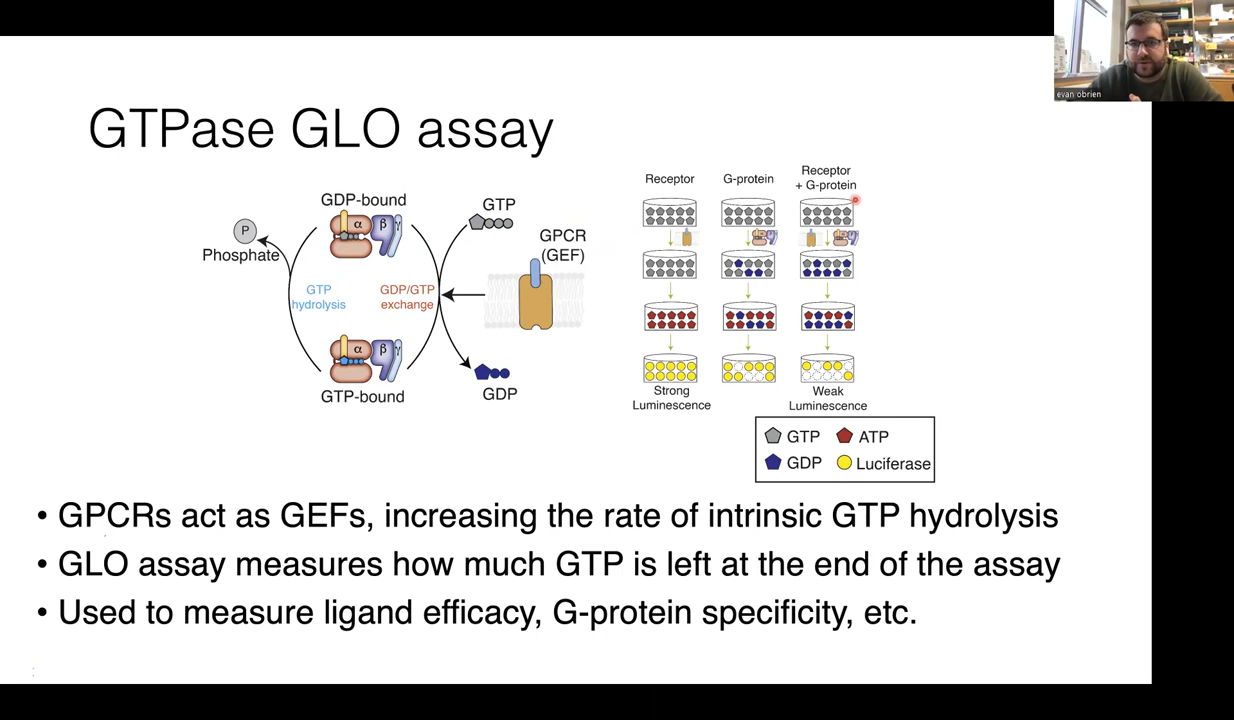 evan obrien
GTPase GLO assay
GDP-bound
α β γ
P
Phosphate
GTP
hydrolysis
GDP/GTP
exchange
GTP
GPCR
(GEF)
α β γ
GTP-bound
GDP
Receptor
G-protein
Receptor
+ G-protein
Strong
Luminescence
Weak
Luminescence
GTP
ATP
GDP
Luciferase
• GPCRs act as GEFs, increasing the rate of intrinsic GTP hydrolysis
• GLO assay measures how much GTP is left at the end of the assay
• Used to measure ligand efficacy, G-protein specificity, etc.